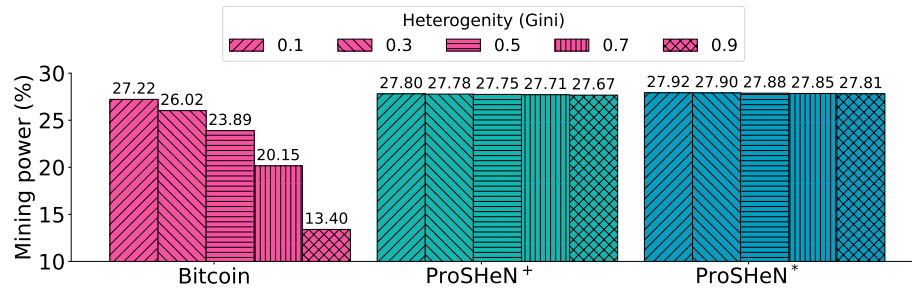 Heterogenity (Gini)
0.1 0.3 0.5 0.7 0.9
Mining power (%)
30
25
20
15
10
27.22 26.02 23.89 20.15 13.40
27.80 27.78 27.75 27.71 27.67
27.92 27.90 27.88 27.85 27.81
Bitcoin ProSHeN+ ProSHeN*